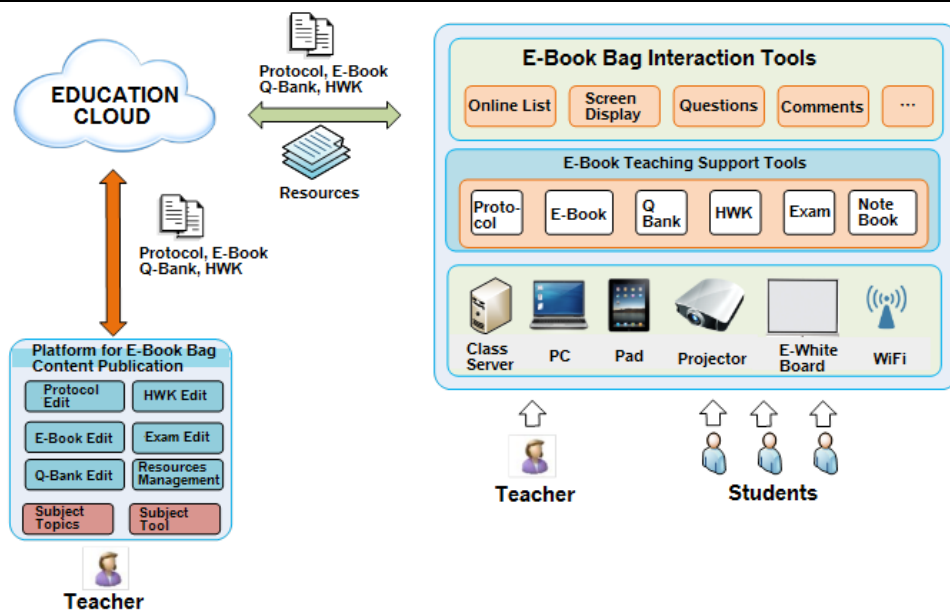 EDUCATION
CLOUD
Protocol, E-Book
Q-Bank, HWK
Resources
Protocol, E-Book
Q-Bank, HWK
Platform for E-Book Bag
Content Publication
Protocol
Edit
HWK Edit
E-Book Edit
Exam Edit
Q-Bank Edit
Resources
Management
Subject
Topics
Subject
Tool
Teacher
E-Book Bag Interaction Tools
Online List
Screen
Display
Questions
Comments
...
E-Book Teaching Support Tools
Proto-
col
E-Book
Q
Bank
HWK
Exam
Note
Book
Class
Server
PC
Pad
Projector
E-White
Board
WiFi
Teacher
Students